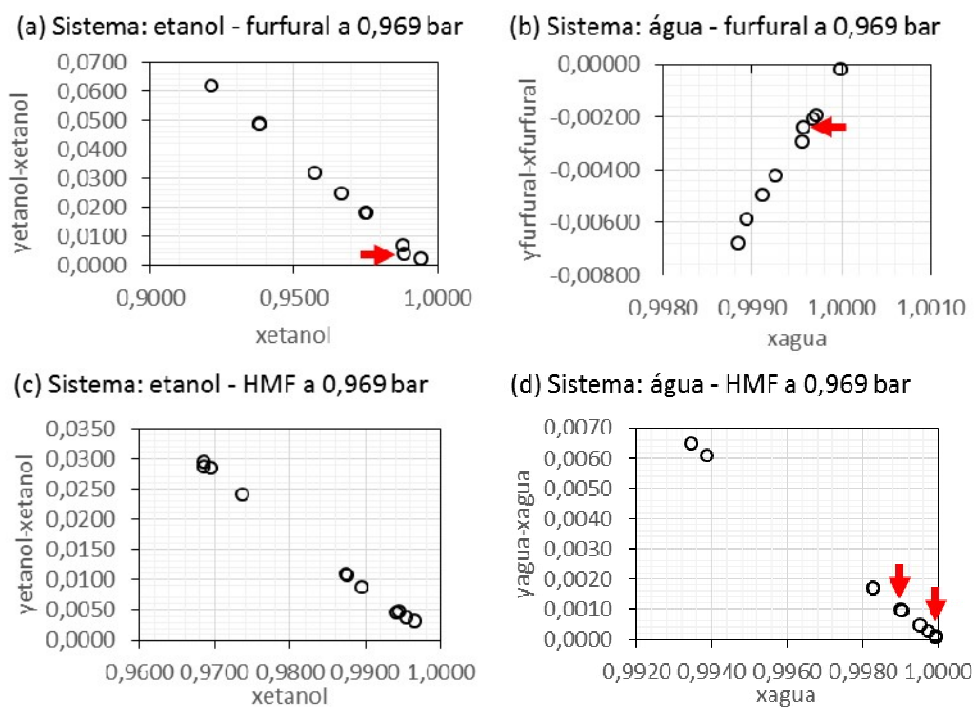 (a) Sistema: etanol - furfural a 0,969 bar
yetanol-xetanol
0,0700
0,0600
0,0500
0,0400
0,0300
0,0200
0,0100
0,0000
0,9000 0,9500 1,0000
xetanol
(b) Sistema: água - furfural a 0,969 bar
yfurfural-xfurfural
0,00000
-0,00200
-0,00400
-0,00600
-0,00800
0,9980 0,9990 1,0000 1,0010
xagua
(c) Sistema: etanol - HMF a 0,969 bar
yetanol-xetanol
0,0350
0,0300
0,0250
0,0200
0,0150
0,0100
0,0050
0,0000
0,9600 0,9700 0,9800 0,9900 1,0000
xetanol
(d) Sistema: água - HMF a 0,969 bar
yagua-xagua
0,0070
0,0060
0,0050
0,0040
0,0030
0,0020
0,0010
0,0000
0,9920 0,9940 0,9960 0,9980 1,0000
xagua